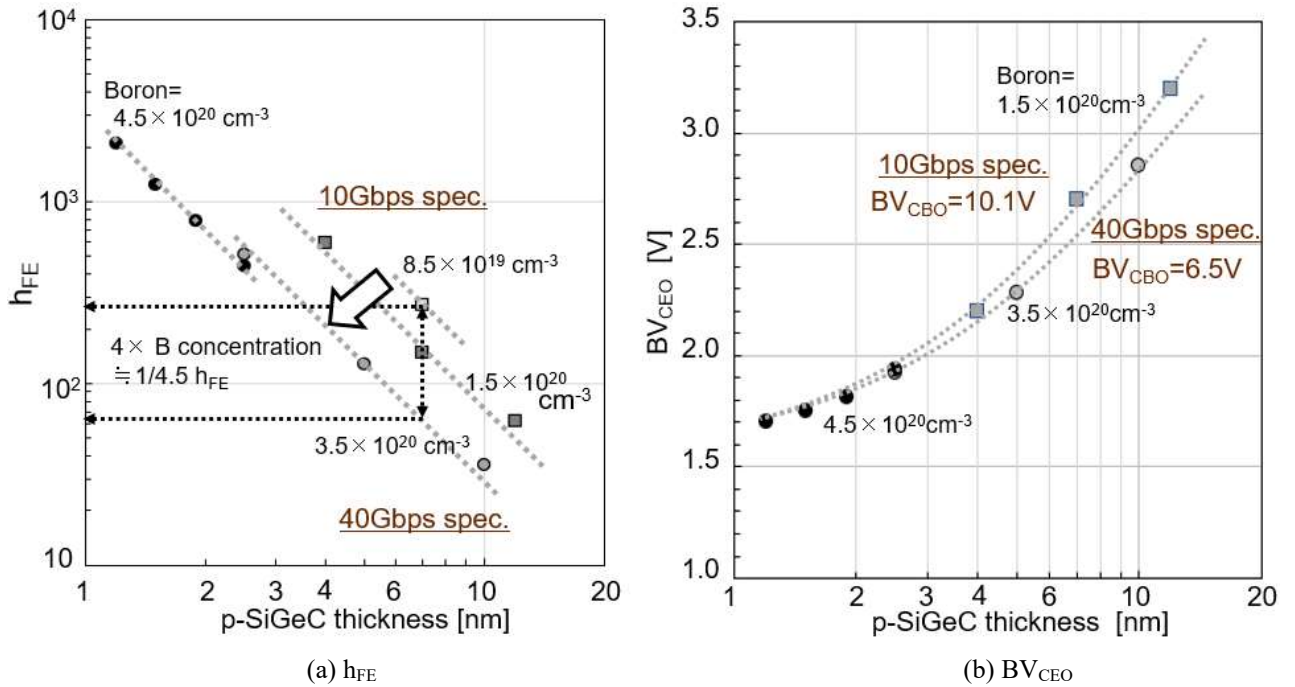 10⁴
10³
10²
10
h_FE
Boron=
4.5×10²⁰ cm⁻³
10Gbps spec.
8.5×10¹⁹ cm⁻³
4× B concentration
≒1/4.5 h_FE
1.5×10²⁰
cm⁻³
3.5×10²⁰ cm⁻³
40Gbps spec.
1 2 4 6 10 20
p-SiGeC thickness [nm]
(a) h_FE
3.5
3.0
2.5
2.0
1.5
1.0
BV_CEO [V]
Boron=
1.5×10²⁰cm⁻³
10Gbps spec.
BV_CBO=10.1V
40Gbps spec.
BV_CBO=6.5V
3.5×10²⁰cm⁻³
4.5×10²⁰cm⁻³
1 2 3 4 6 10 20
p-SiGeC thickness [nm]
(b) BV_CEO